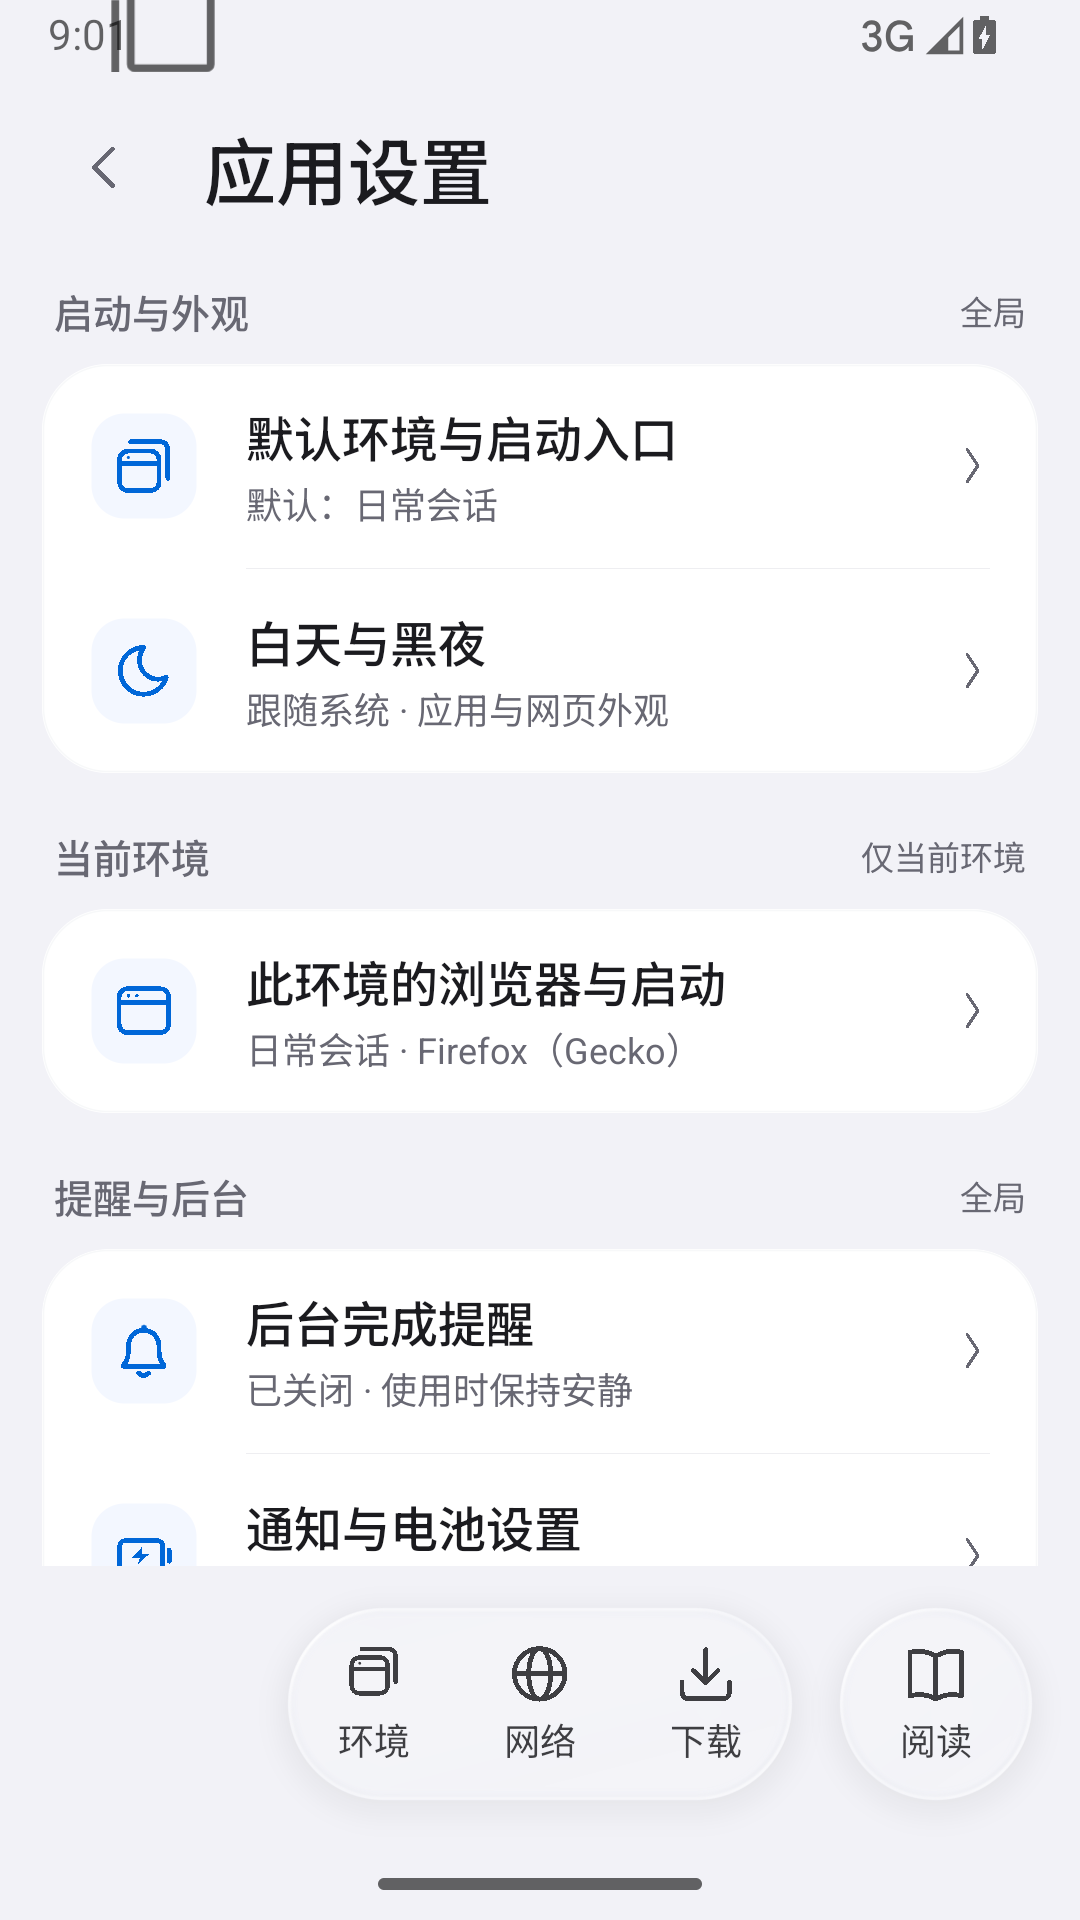 9:01
3G
应用设置
启动与外观
全局
默认环境与启动入口
默认：日常会话
白天与黑夜
跟随系统 · 应用与网页外观
当前环境
仅当前环境
此环境的浏览器与启动
日常会话 · Firefox（Gecko）
提醒与后台
全局
后台完成提醒
已关闭 · 使用时保持安静
通知与电池设置
环境
网络
下载
阅读